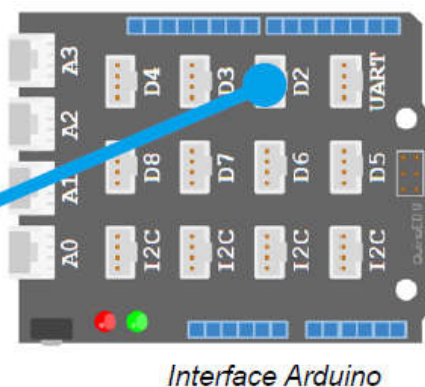 A3
A2
A1
A0
D4
D3
D2
UART
D8
D7
D6
D5
I2C
I2C
I2C
I2C
Interface Arduino